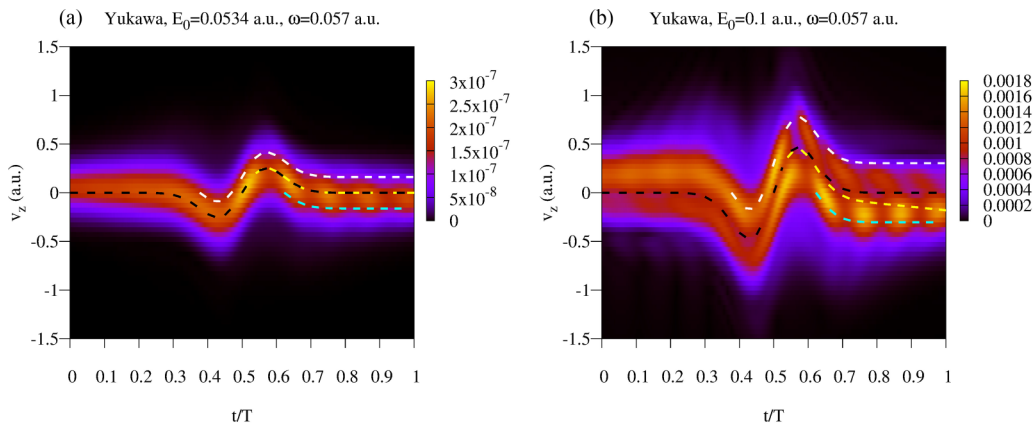 (a) Yukawa, E₀=0.0534 a.u., ω=0.057 a.u.
1.5
1
0.5
0
-0.5
-1
-1.5
v_z (a.u.)
0 0.1 0.2 0.3 0.4 0.5 0.6 0.7 0.8 0.9 1
t/T
3x10⁻⁷
2.5x10⁻⁷
2x10⁻⁷
1.5x10⁻⁷
1x10⁻⁷
5x10⁻⁸
0
(b) Yukawa, E₀=0.1 a.u., ω=0.057 a.u.
1.5
1
0.5
0
-0.5
-1
-1.5
v_z (a.u.)
0 0.1 0.2 0.3 0.4 0.5 0.6 0.7 0.8 0.9 1
t/T
0.0018
0.0016
0.0014
0.0012
0.001
0.0008
0.0006
0.0004
0.0002
0